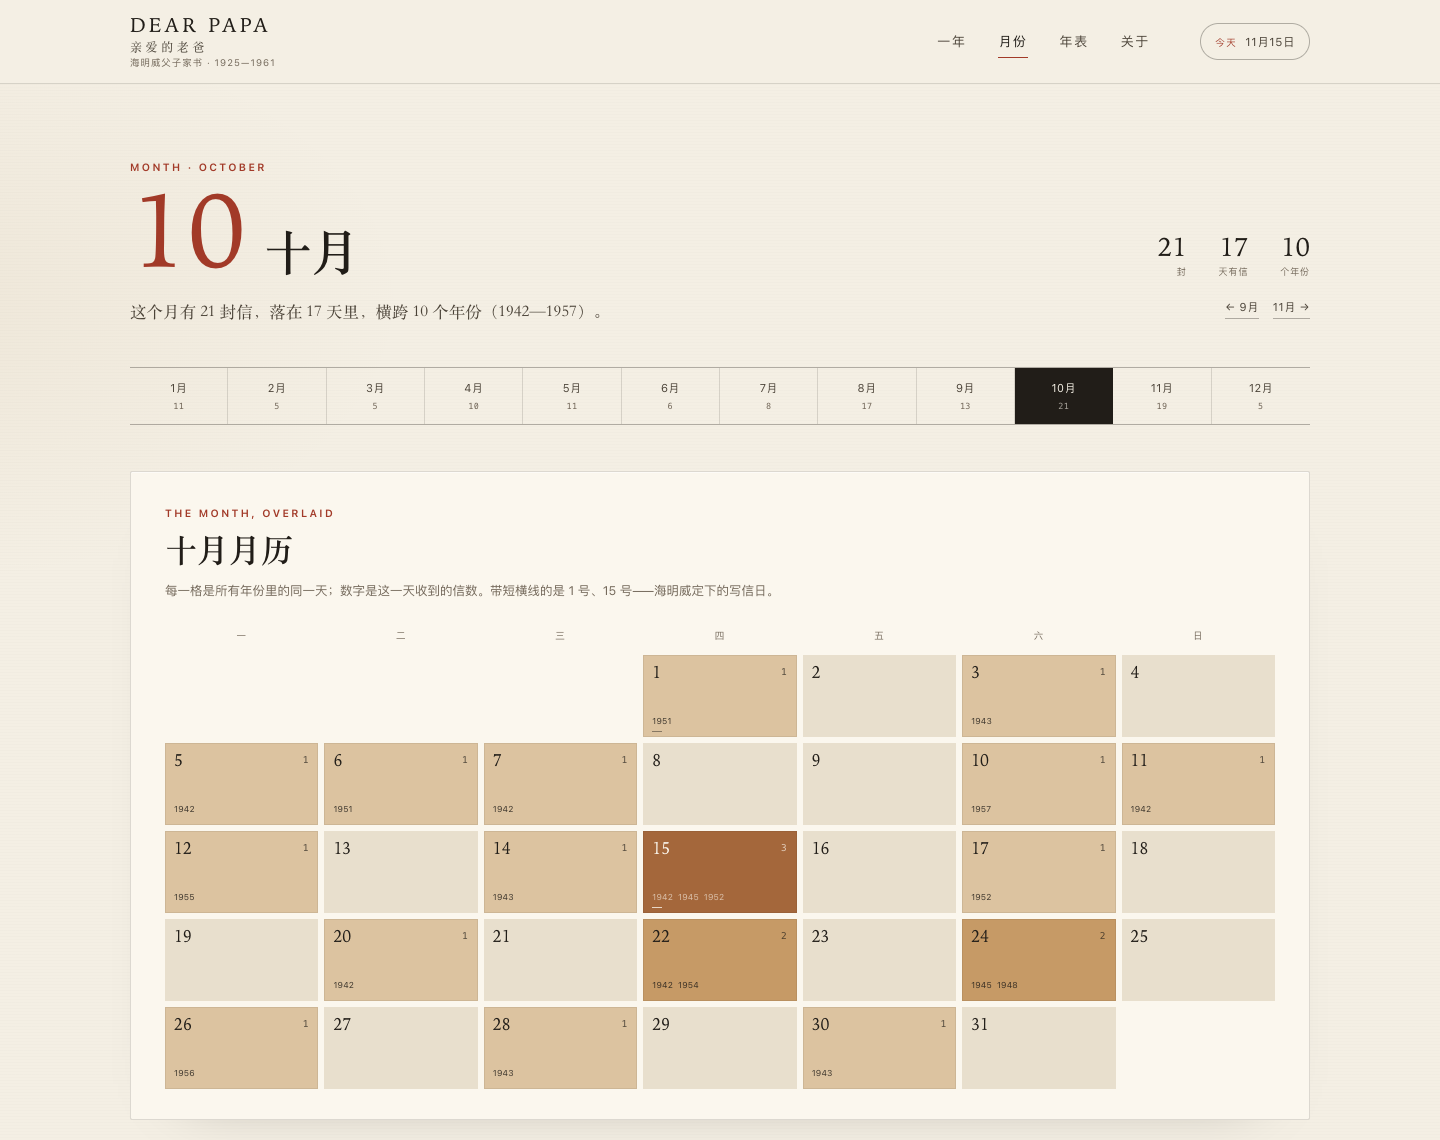 DEAR PAPA
亲爱的老爸
海明威父子家书 · 1925—1961
一年 月份 年表 关于 今天 11月15日
MONTH · OCTOBER
10 十月
21 17 10
封 天有信 个年份
这个月有 21 封信，落在 17 天里，横跨 10 个年份（1942—1957）。
← 9月 11月 →
1月 2月 3月 4月 5月 6月 7月 8月 9月 10月 11月 12月
11 5 5 10 11 6 8 17 13 21 19 5
THE MONTH, OVERLAID
十月月历
每一格是所有年份里的同一天；数字是这一天收到的信数。带短横线的是 1 号、15 号——海明威定下的写信日。
一 二 三 四 五 六 日
1 1 2 3 1 4
1951 1943
5 1 6 1 7 1 8 9 10 1 11 1
1942 1951 1942 1957 1942
12 1 13 14 1 15 3 16 17 1 18
1955 1943 1942 1945 1952 1952
19 20 1 21 22 2 23 24 2 25
1942 1942 1954 1945 1948
26 1 27 28 1 29 30 1 31
1956 1943 1943